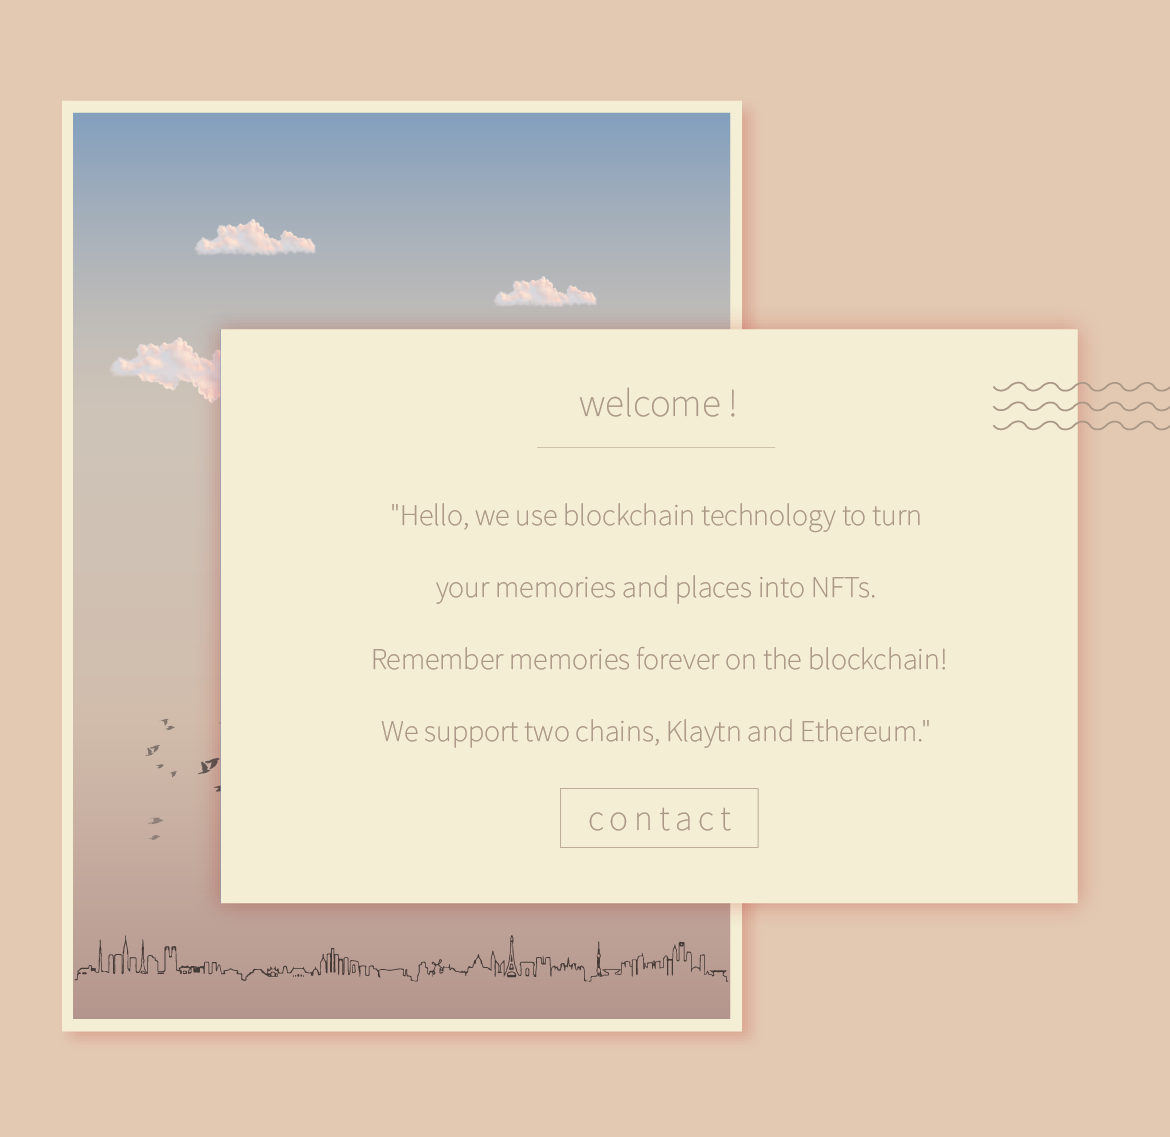 welcome !
"Hello, we use blockchain technology to turn
your memories and places into NFTs.
Remember memories forever on the blockchain!
We support two chains, Klaytn and Ethereum."
contact